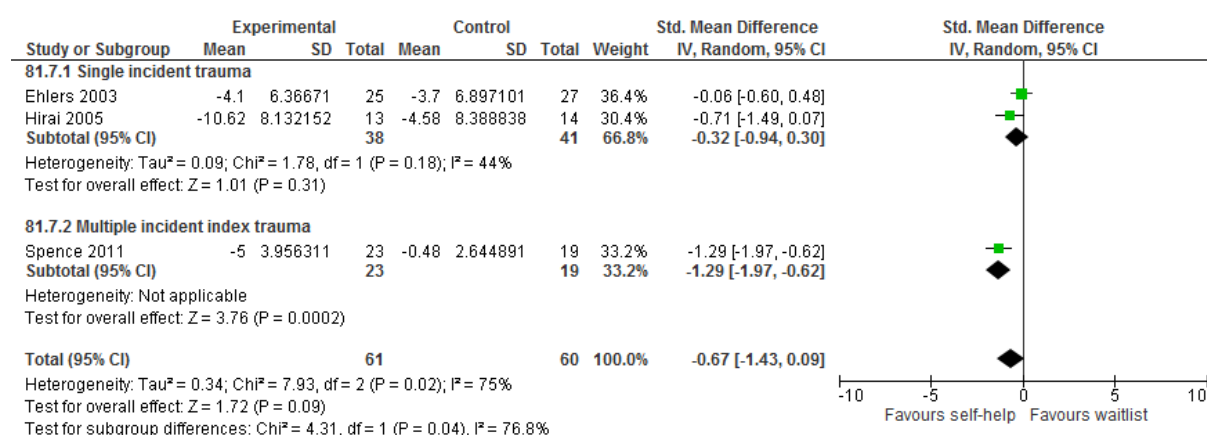 Experimental Control Std. Mean Difference Std. Mean Difference
Study or Subgroup Mean SD Total Mean SD Total Weight IV, Random, 95% CI IV, Random, 95% CI
81.7.1 Single incident trauma
Ehlers 2003 -4.1 6.36671 25 -3.7 6.897101 27 36.4% -0.06 [-0.60, 0.48]
Hirai 2005 -10.62 8.132152 13 -4.58 8.388838 14 30.4% -0.71 [-1.49, 0.07]
Subtotal (95% CI) 38 41 66.8% -0.32 [-0.94, 0.30]
Heterogeneity: Tau² = 0.09; Chi² = 1.78, df = 1 (P = 0.18); I² = 44%
Test for overall effect: Z = 1.01 (P = 0.31)
81.7.2 Multiple incident index trauma
Spence 2011 -5 3.956311 23 -0.48 2.644891 19 33.2% -1.29 [-1.97, -0.62]
Subtotal (95% CI) 23 19 33.2% -1.29 [-1.97, -0.62]
Heterogeneity: Not applicable
Test for overall effect: Z = 3.76 (P = 0.0002)
Total (95% CI) 61 60 100.0% -0.67 [-1.43, 0.09]
Heterogeneity: Tau² = 0.34; Chi² = 7.93, df = 2 (P = 0.02); I² = 75%
Test for overall effect: Z = 1.72 (P = 0.09)
Test for subgroup differences: Chi² = 4.31, df = 1 (P = 0.04), I² = 76.8%
-10 -5 0 5 10
Favours self-help Favours waitlist